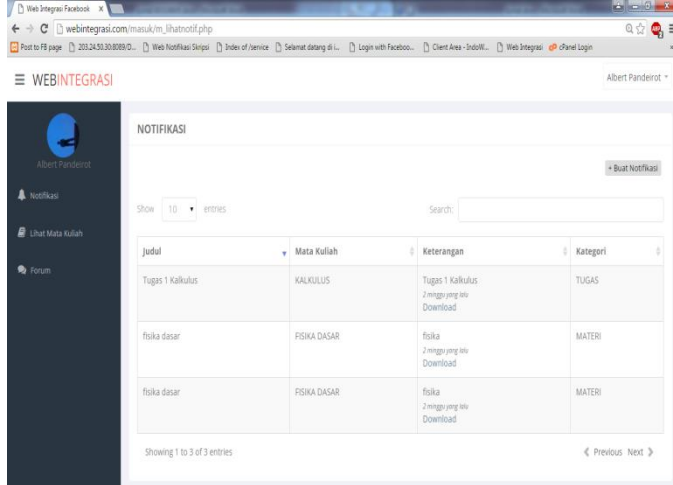 Web Integrasi Facebook
webintegrasi.com/masuk/m_lihatnotif.php
Post to FB page 203.24.50.30:8089/D... Web Notifikasi Skripsi Index of /service Selamat datang di i... Login with Faceboo... Client Area - IndoW... Web Integrasi cPanel Login
WEBINTEGRASI
Albert Pandeirot
Albert Pandeirot
Notifikasi
Lihat Mata Kuliah
Forum
NOTIFIKASI
+ Buat Notifikasi
Show 10 entries
Search:
Judul Mata Kuliah Keterangan Kategori
Tugas 1 Kalkulus KALKULUS Tugas 1 Kalkulus TUGAS
2 minggu yang lalu
Download
fisika dasar FISIKA DASAR fisika MATERI
2 minggu yang lalu
Download
fisika dasar FISIKA DASAR fisika MATERI
2 minggu yang lalu
Download
Showing 1 to 3 of 3 entries
Previous Next